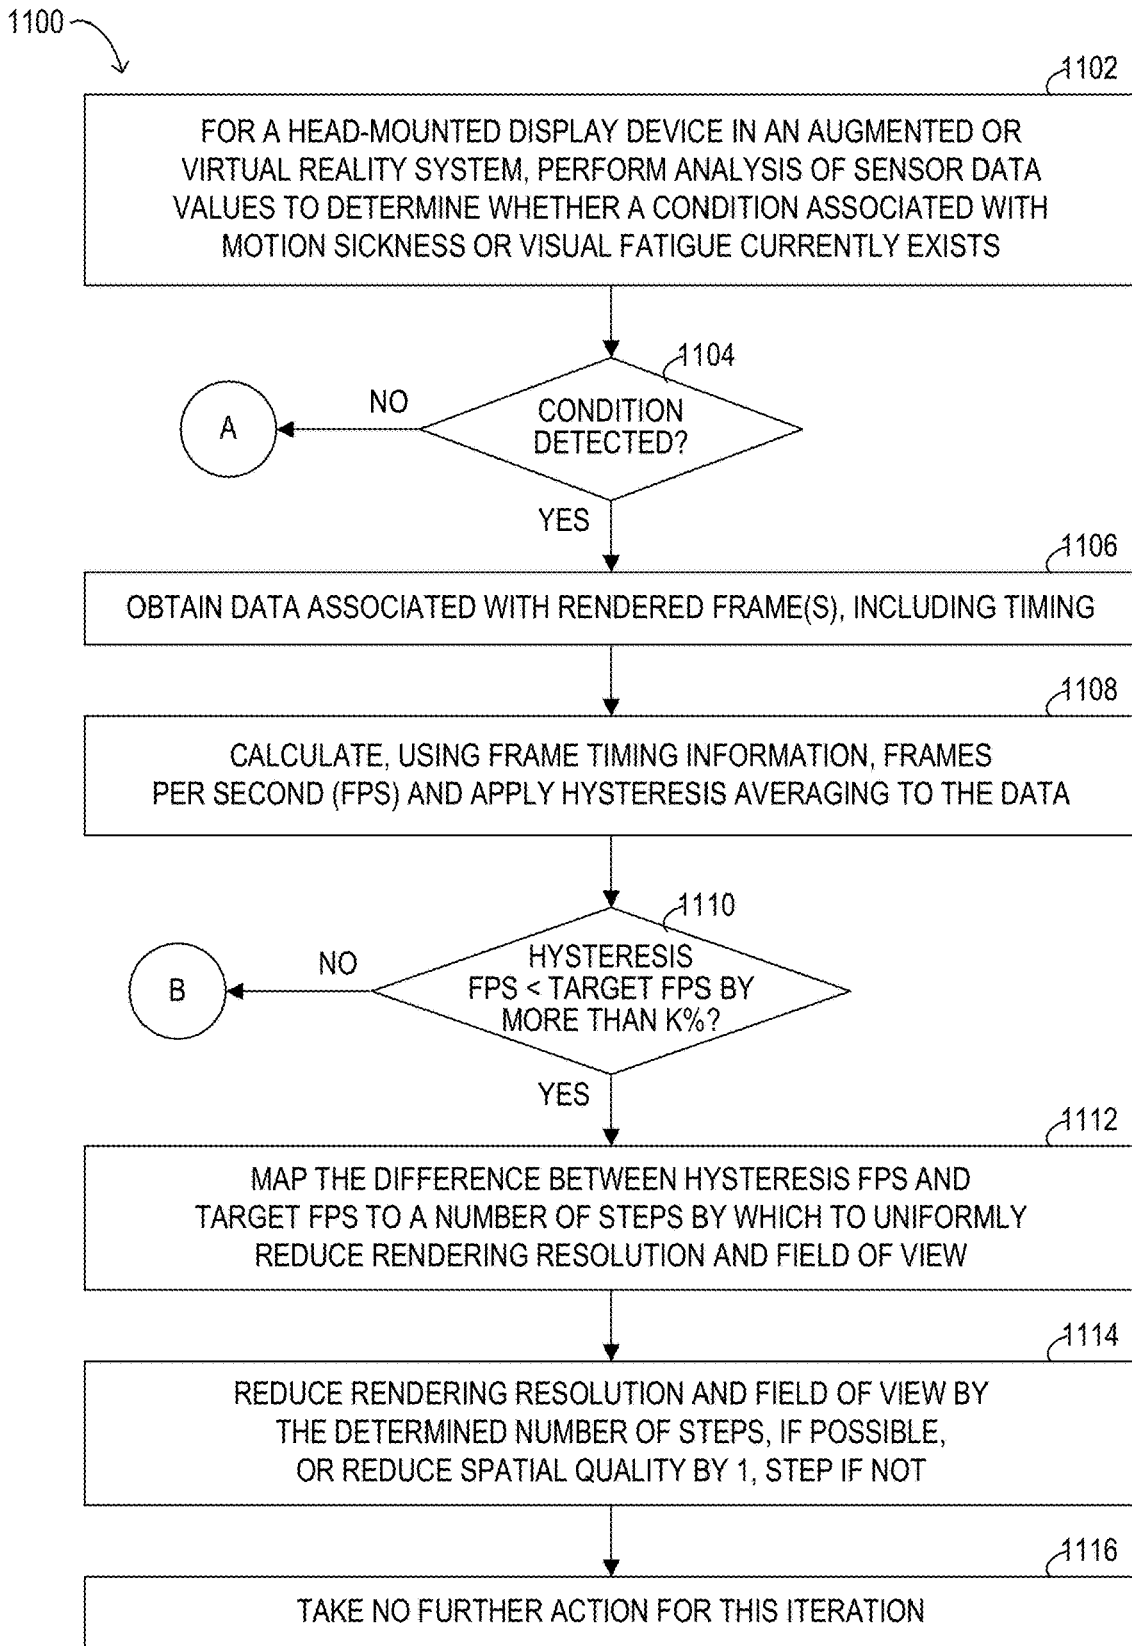 1100
1102
FOR A HEAD-MOUNTED DISPLAY DEVICE IN AN AUGMENTED OR
VIRTUAL REALITY SYSTEM, PERFORM ANALYSIS OF SENSOR DATA
VALUES TO DETERMINE WHETHER A CONDITION ASSOCIATED WITH
MOTION SICKNESS OR VISUAL FATIGUE CURRENTLY EXISTS
1104
CONDITION
DETECTED?
NO
A
YES
1106
OBTAIN DATA ASSOCIATED WITH RENDERED FRAME(S), INCLUDING TIMING
1108
CALCULATE, USING FRAME TIMING INFORMATION, FRAMES
PER SECOND (FPS) AND APPLY HYSTERESIS AVERAGING TO THE DATA
1110
HYSTERESIS
FPS < TARGET FPS BY
MORE THAN K%?
NO
B
YES
1112
MAP THE DIFFERENCE BETWEEN HYSTERESIS FPS AND
TARGET FPS TO A NUMBER OF STEPS BY WHICH TO UNIFORMLY
REDUCE RENDERING RESOLUTION AND FIELD OF VIEW
1114
REDUCE RENDERING RESOLUTION AND FIELD OF VIEW BY
THE DETERMINED NUMBER OF STEPS, IF POSSIBLE,
OR REDUCE SPATIAL QUALITY BY 1, STEP IF NOT
1116
TAKE NO FURTHER ACTION FOR THIS ITERATION